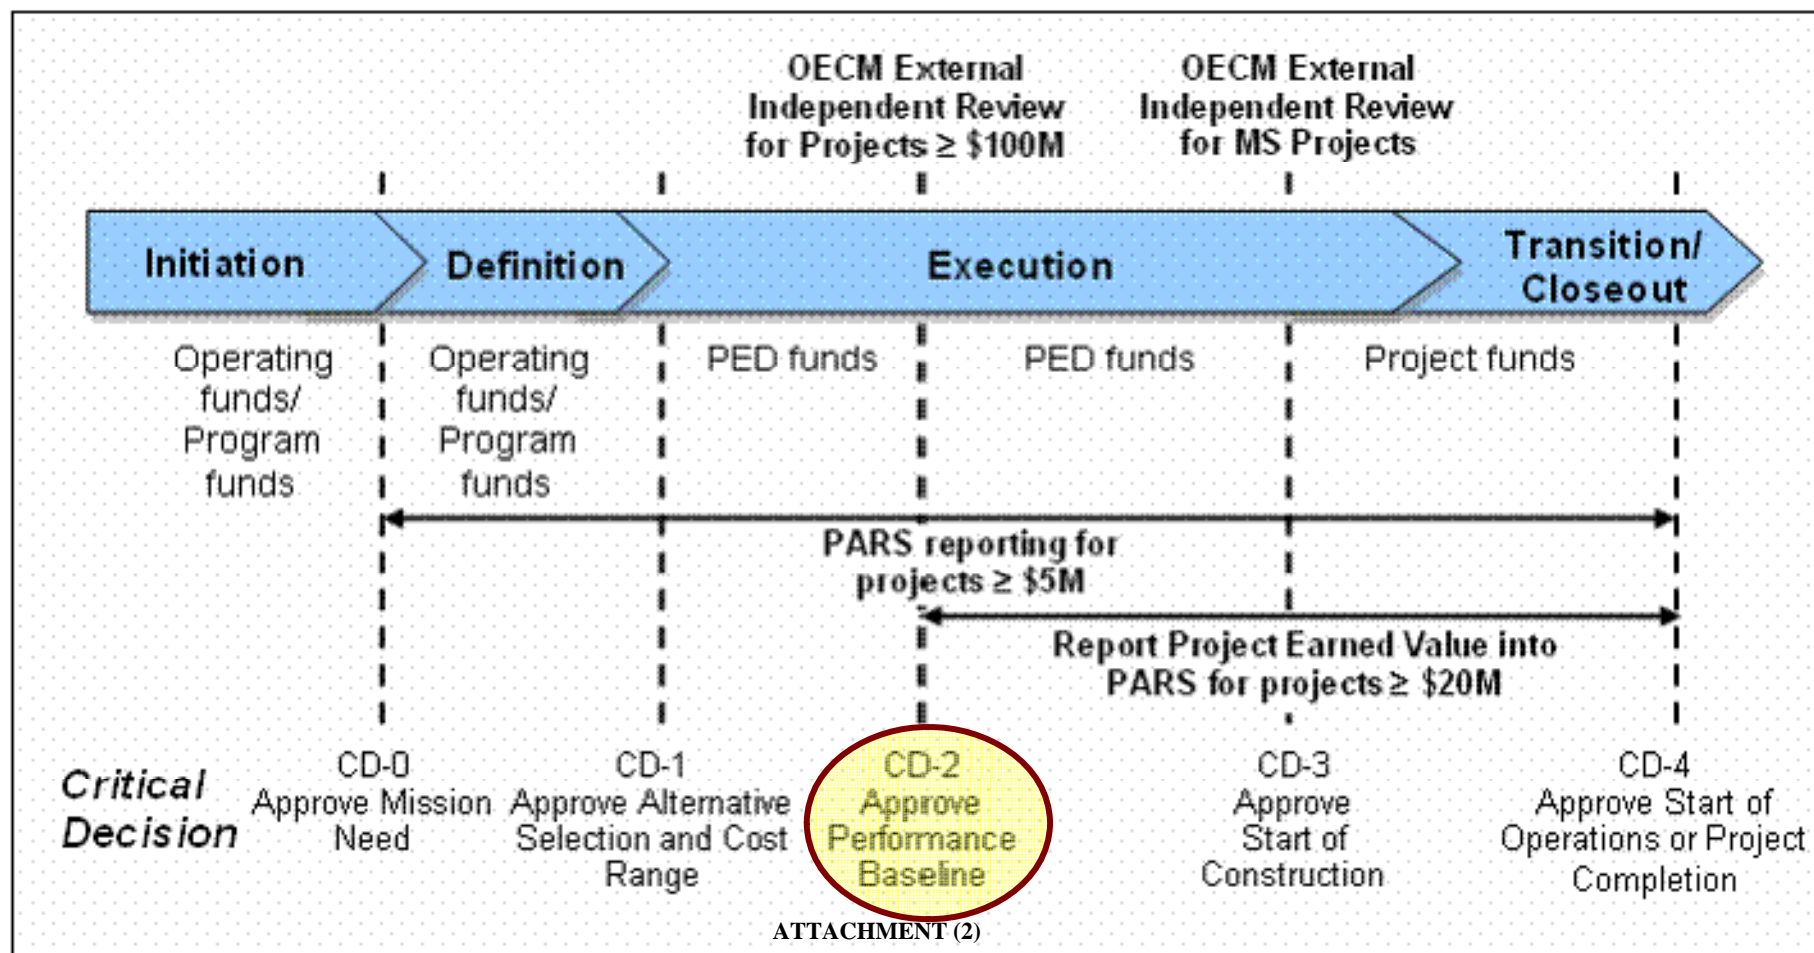 OECM External
Independent Review
for Projects ≥ $100M
OECM External
Independent Review
for MS Projects
Initiation
Definition
Execution
Transition/
Closeout
Operating
funds/
Program
funds
Operating
funds/
Program
funds
PED funds
PED funds
Project funds
PARS reporting for
projects ≥ $5M
Report Project Earned Value into
PARS for projects ≥ $20M
Critical
Decision
CD-0
Approve Mission
Need
CD-1
Approve Alternative
Selection and Cost
Range
CD-2
Approve
Performance
Baseline
CD-3
Approve
Start of
Construction
CD-4
Approve Start of
Operations or Project
Completion
ATTACHMENT (2)